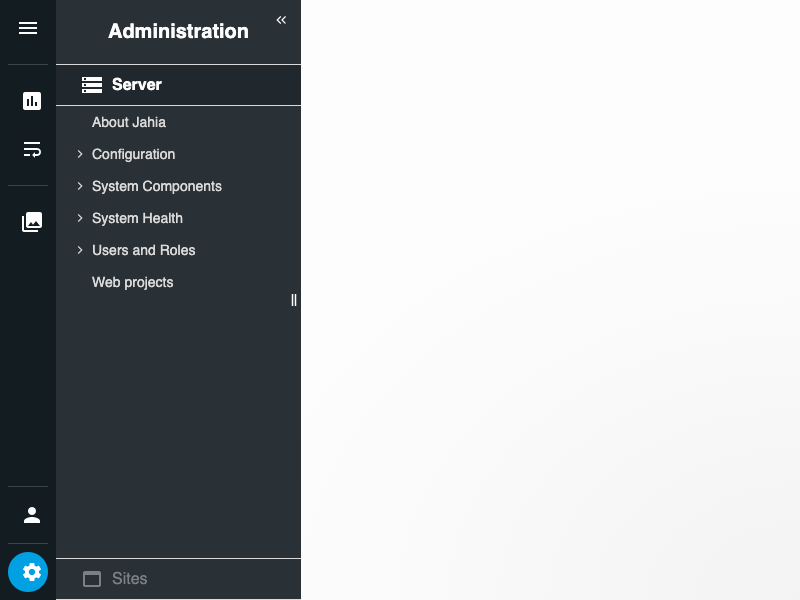 Administration
Server
About Jahia
Configuration
System Components
System Health
Users and Roles
Web projects
Sites